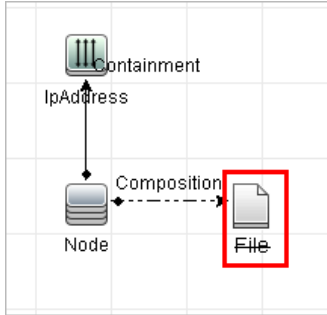 Containment
IpAddress
Composition
Node
File